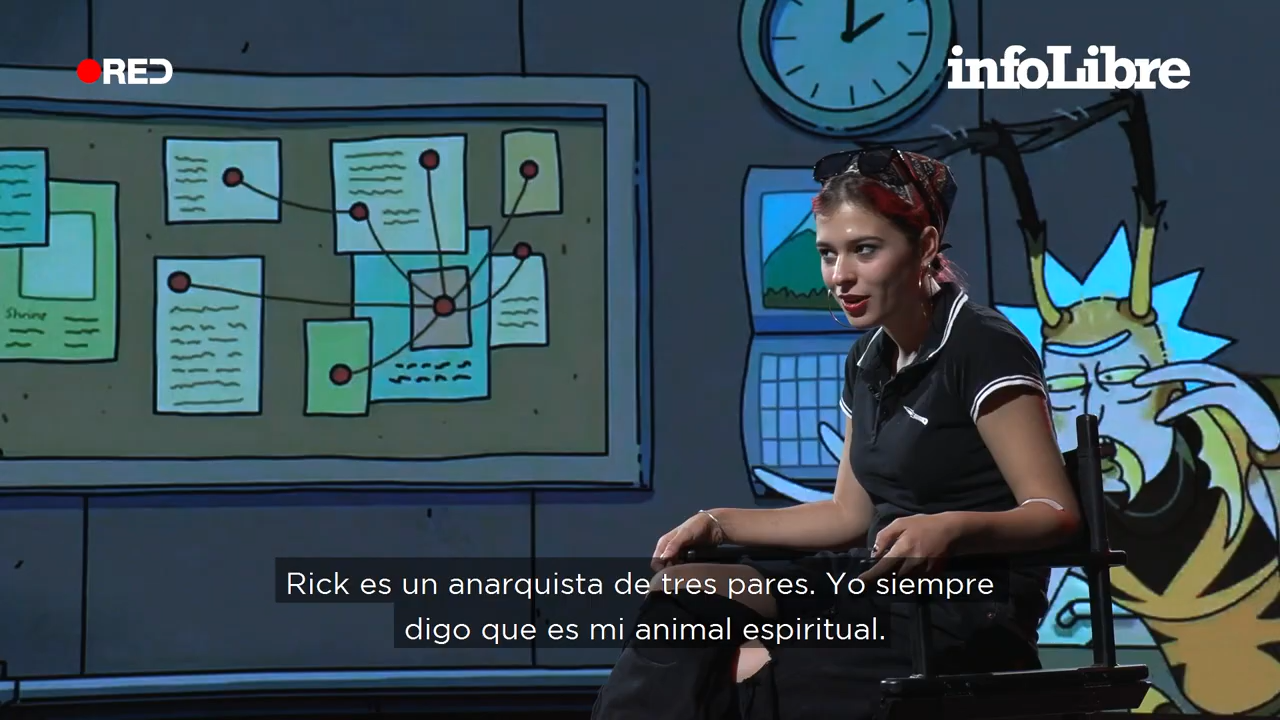 RED
infoLibre
Shrine
Rick es un anarquista de tres pares. Yo siempre
digo que es mi animal espiritual.